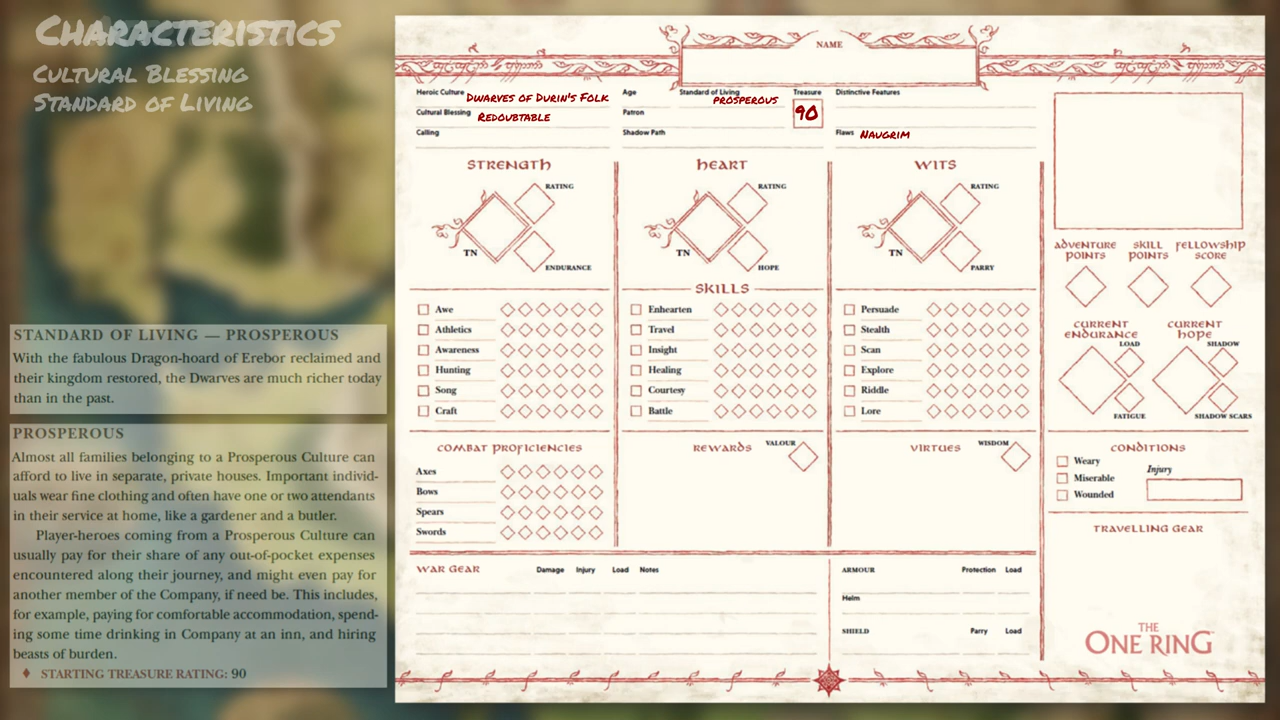 Characteristics
Cultural Blessing
Standard of Living
STANDARD OF LIVING — PROSPEROUS
With the fabulous Dragon-hoard of Erebor reclaimed and
their kingdom restored, the Dwarves are much richer today
than in the past.
PROSPEROUS
Almost all families belonging to a Prosperous Culture can
afford to live in separate, private houses. Important individ-
uals wear fine clothing and often have one or two attendants
in their service at home, like a gardener and a butler.
Player-heroes coming from a Prosperous Culture can
usually pay for their share of any out-of-pocket expenses
encountered along their journey, and might even pay for
another member of the Company, if need be. This includes,
for example, paying for comfortable accommodation, spend-
ing some time drinking in Company at an inn, and hiring
beasts of burden.
♦ STARTING TREASURE RATING: 90
NAME
Heroic Culture Dwarves of Durin's Folk Age Standard of Living Prosperous Treasure 90 Distinctive Features
Cultural Blessing Redoubtable Patron
Calling Shadow Path Flaws Naugrim
STRENGTH HEART WITS
RATING RATING RATING
TN TN TN
ENDURANCE HOPE PARRY
SKILLS
Awe Enhearten Persuade
Athletics Travel Stealth
Awareness Insight Scan
Hunting Healing Explore
Song Courtesy Riddle
Craft Battle Lore
COMBAT PROFICIENCIES REWARDS VALOUR VIRTUES WISDOM
Axes
Bows
Spears
Swords
WAR GEAR Damage Injury Load Notes
ARMOUR Protection Load
Helm
SHIELD Parry Load
ADVENTURE POINTS
SKILL POINTS
FELLOWSHIP SCORE
CURRENT ENDURANCE
LOAD
FATIGUE
CURRENT HOPE
SHADOW
SHADOW SCARS
CONDITIONS
Weary
Miserable
Wounded
Injury
TRAVELLING GEAR
THE
ONE RING